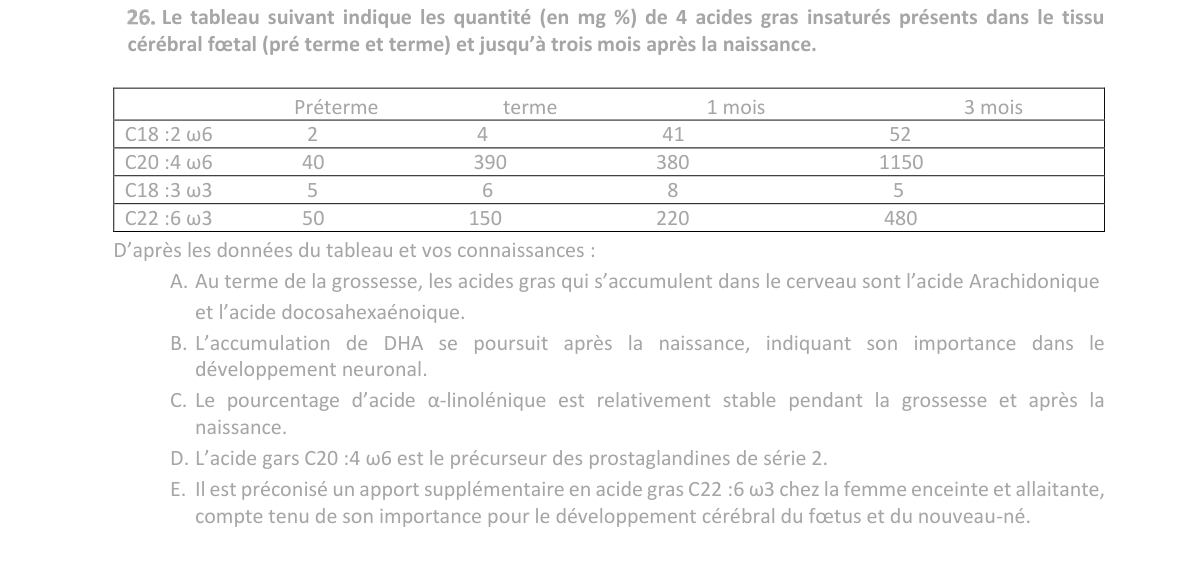 26. Le tableau suivant indique les quantité (en mg %) de 4 acides gras insaturés présents dans le tissu
cérébral fœtal (pré terme et terme) et jusqu'à trois mois après la naissance.
Préterme terme 1 mois 3 mois
C18 :2 ω6 2 4 41 52
C20 :4 ω6 40 390 380 1150
C18 :3 ω3 5 6 8 5
C22 :6 ω3 50 150 220 480
D'après les données du tableau et vos connaissances :
A. Au terme de la grossesse, les acides gras qui s'accumulent dans le cerveau sont l'acide Arachidonique
et l'acide docosahexaénoique.
B. L'accumulation de DHA se poursuit après la naissance, indiquant son importance dans le
développement neuronal.
C. Le pourcentage d'acide α-linolénique est relativement stable pendant la grossesse et après la
naissance.
D. L'acide gars C20 :4 ω6 est le précurseur des prostaglandines de série 2.
E. Il est préconisé un apport supplémentaire en acide gras C22 :6 ω3 chez la femme enceinte et allaitante,
compte tenu de son importance pour le développement cérébral du fœtus et du nouveau-né.